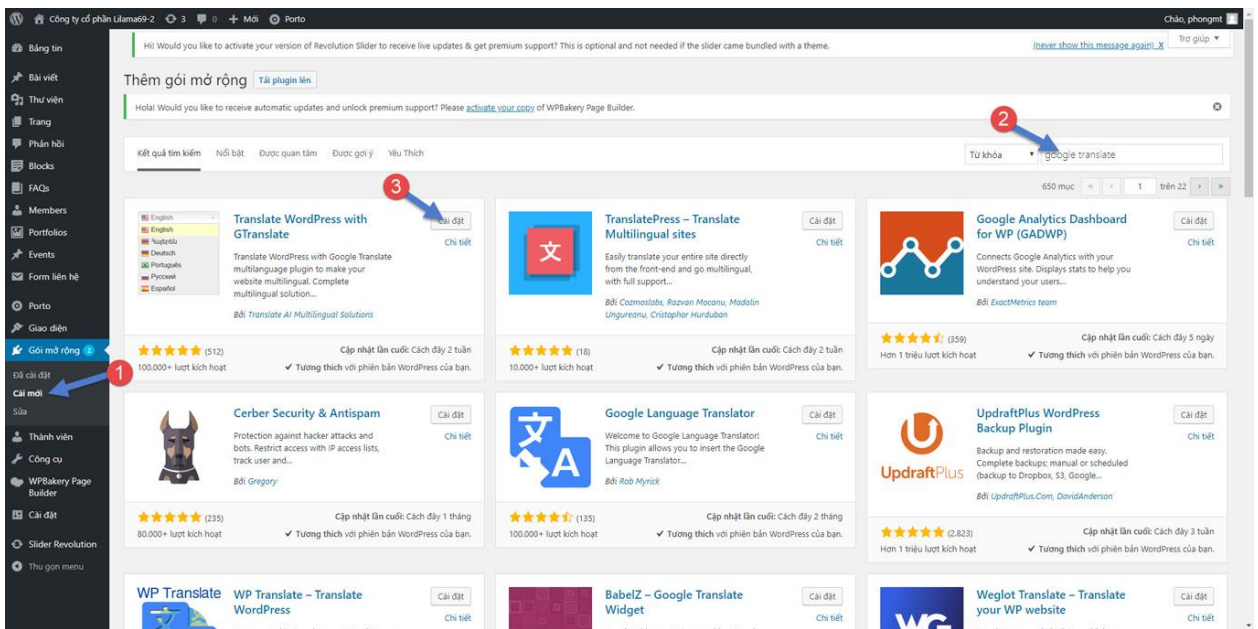 Công ty cổ phần Lilama69-2 3 0 + Mới Porto Chào, phongmt
Bảng tin
Bài viết
Thư viện
Trang
Phản hồi
Blocks
FAQs
Members
Portfolios
Events
Form liên hệ
Porto
Giao diện
Gói mở rộng 2
Đã cài đặt
Cài mới
Sửa
Thành viên
Công cụ
WPBakery Page
Builder
Cài đặt
Slider Revolution
Thu gọn menu
Hi! Would you like to activate your version of Revolution Slider to receive live updates & get premium support? This is optional and not needed if the slider came bundled with a theme. (never show this message again) X
Trợ giúp
Thêm gói mở rộng Tải plugin lên
Hola! Would you like to receive automatic updates and unlock premium support? Please activate your copy of WPBakery Page Builder.
1
2
3
Kết quả tìm kiếm Nổi bật Được quan tâm Được gợi ý Yêu Thích Từ khóa google translate
650 mục « ‹ 1 trên 22 › »
English
English
Հայերեն
Deutsch
Português
Русский
Español
Translate WordPress with
GTranslate
Cài đặt
Chi tiết
Translate WordPress with Google Translate
multilanguage plugin to make your
website multilingual. Complete
multilingual solution...
Bởi Translate AI Multilingual Solutions
(512) Cập nhật lần cuối: Cách đây 2 tuần
100.000+ lượt kích hoạt ✔ Tương thích với phiên bản WordPress của bạn.
文
TranslatePress – Translate
Multilingual sites
Cài đặt
Chi tiết
Easily translate your entire site directly
from the front-end and go multilingual,
with full support...
Bởi Cozmoslabs, Razvan Mocanu, Madalin
Ungureanu, Cristophor Hurduban
(18) Cập nhật lần cuối: Cách đây 2 tuần
10.000+ lượt kích hoạt ✔ Tương thích với phiên bản WordPress của bạn.
Google Analytics Dashboard
for WP (GADWP)
Cài đặt
Chi tiết
Connects Google Analytics with your
WordPress site. Displays stats to help you
understand your users...
Bởi ExactMetrics team
(359) Cập nhật lần cuối: Cách đây 5 ngày
Hơn 1 triệu lượt kích hoạt ✔ Tương thích với phiên bản WordPress của bạn.
Cerber Security & Antispam
Cài đặt
Chi tiết
Protection against hacker attacks and
bots. Restrict access with IP access lists,
track user and...
Bởi Gregory
(235) Cập nhật lần cuối: Cách đây 1 tháng
80.000+ lượt kích hoạt ✔ Tương thích với phiên bản WordPress của bạn.
文
A
Google Language Translator
Cài đặt
Chi tiết
Welcome to Google Language Translator!
This plugin allows you to insert the Google
Language Translator...
Bởi Rob Myrick
(135) Cập nhật lần cuối: Cách đây 2 tháng
100.000+ lượt kích hoạt ✔ Tương thích với phiên bản WordPress của bạn.
UpdraftPlus
UpdraftPlus WordPress
Backup Plugin
Cài đặt
Chi tiết
Backup and restoration made easy.
Complete backups; manual or scheduled
(backup to Dropbox, S3, Google...
Bởi UpdraftPlus.Com, DavidAnderson
(2.823) Cập nhật lần cuối: Cách đây 3 tuần
Hơn 1 triệu lượt kích hoạt ✔ Tương thích với phiên bản WordPress của bạn.
WP Translate
WP Translate – Translate
WordPress
Cài đặt
Chi tiết
BabelZ – Google Translate
Widget
Cài đặt
Chi tiết
WG
Weglot Translate – Translate
your WP website
Cài đặt
Chi tiết